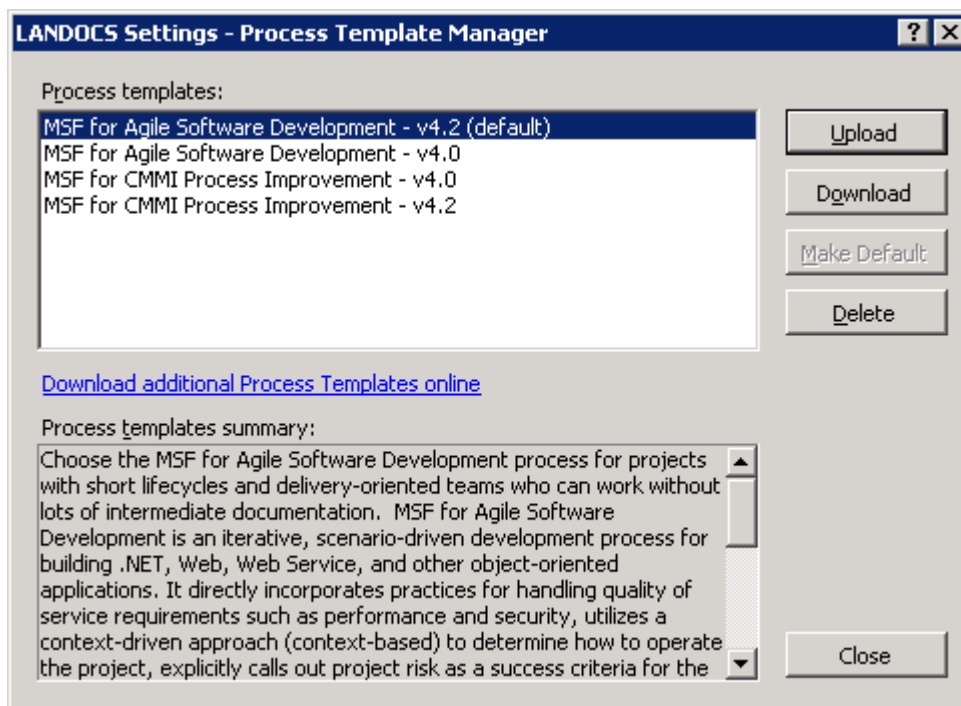 LANDOCS Settings - Process Template Manager
Process templates:
MSF for Agile Software Development - v4.2 (default)
MSF for Agile Software Development - v4.0
MSF for CMMI Process Improvement - v4.0
MSF for CMMI Process Improvement - v4.2
Upload
Download
Make Default
Delete
Download additional Process Templates online
Process templates summary:
Choose the MSF for Agile Software Development process for projects
with short lifecycles and delivery-oriented teams who can work without
lots of intermediate documentation.  MSF for Agile Software
Development is an iterative, scenario-driven development process for
building .NET, Web, Web Service, and other object-oriented
applications. It directly incorporates practices for handling quality of
service requirements such as performance and security, utilizes a
context-driven approach (context-based) to determine how to operate
the project, explicitly calls out project risk as a success criteria for the
Close